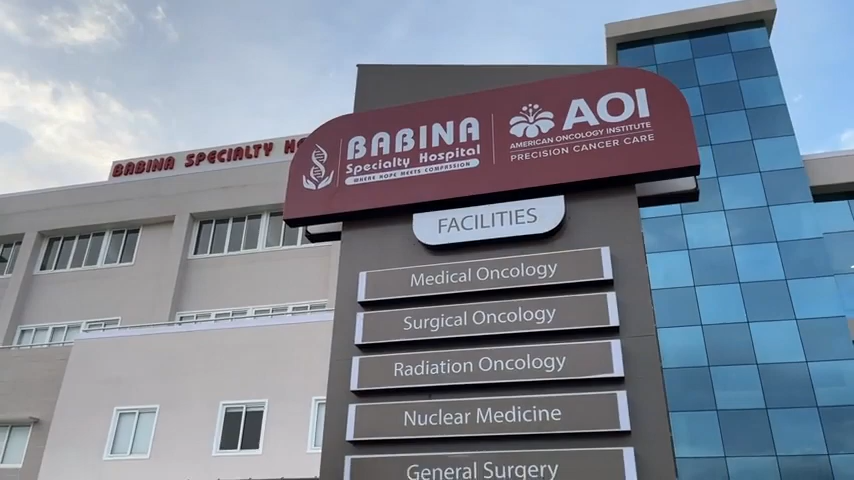 BABINA SPECIALTY
BABINA
Specialty Hospital
WHERE HOPE MEETS COMPASSION
AOI
AMERICAN ONCOLOGY INSTITUTE
PRECISION CANCER CARE
FACILITIES
Medical Oncology
Surgical Oncology
Radiation Oncology
Nuclear Medicine
General Surgery